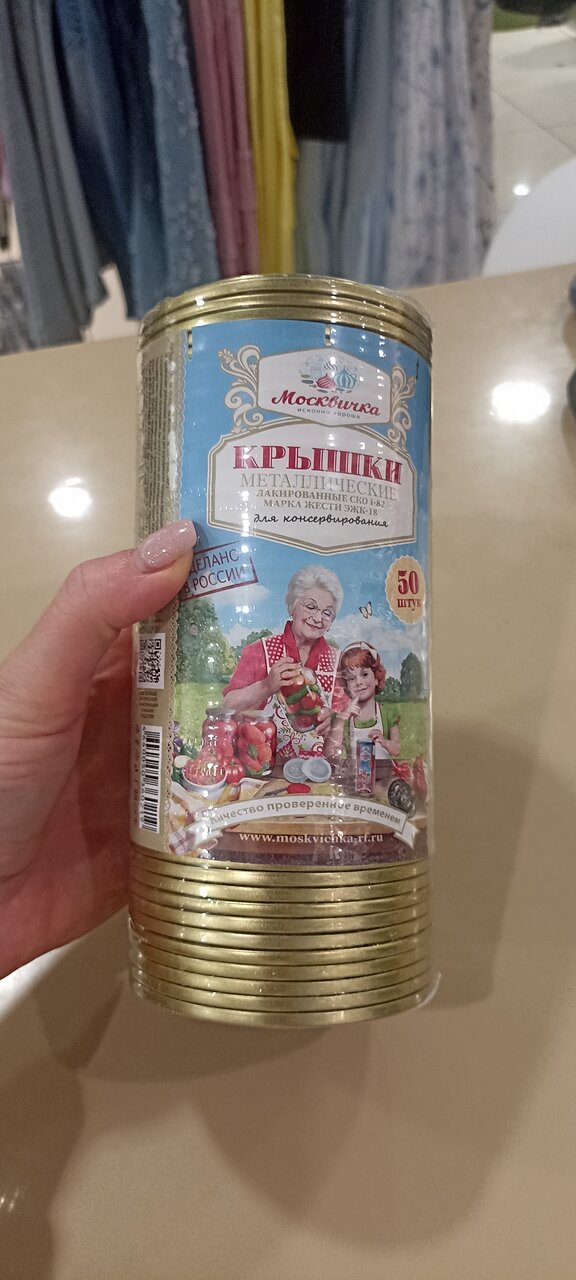 Москвичка
исконно хороша
КРЫШКИ
МЕТАЛЛИЧЕСКИЕ
ЛАКИРОВАННЫЕ СКО 1-82
МАРКА ЖЕСТИ ЭЖК-18
для консервирования
ЕЛАНО
В РОССИИ
50
штук
Качество проверенное временем
www.moskvichka-rf.ru